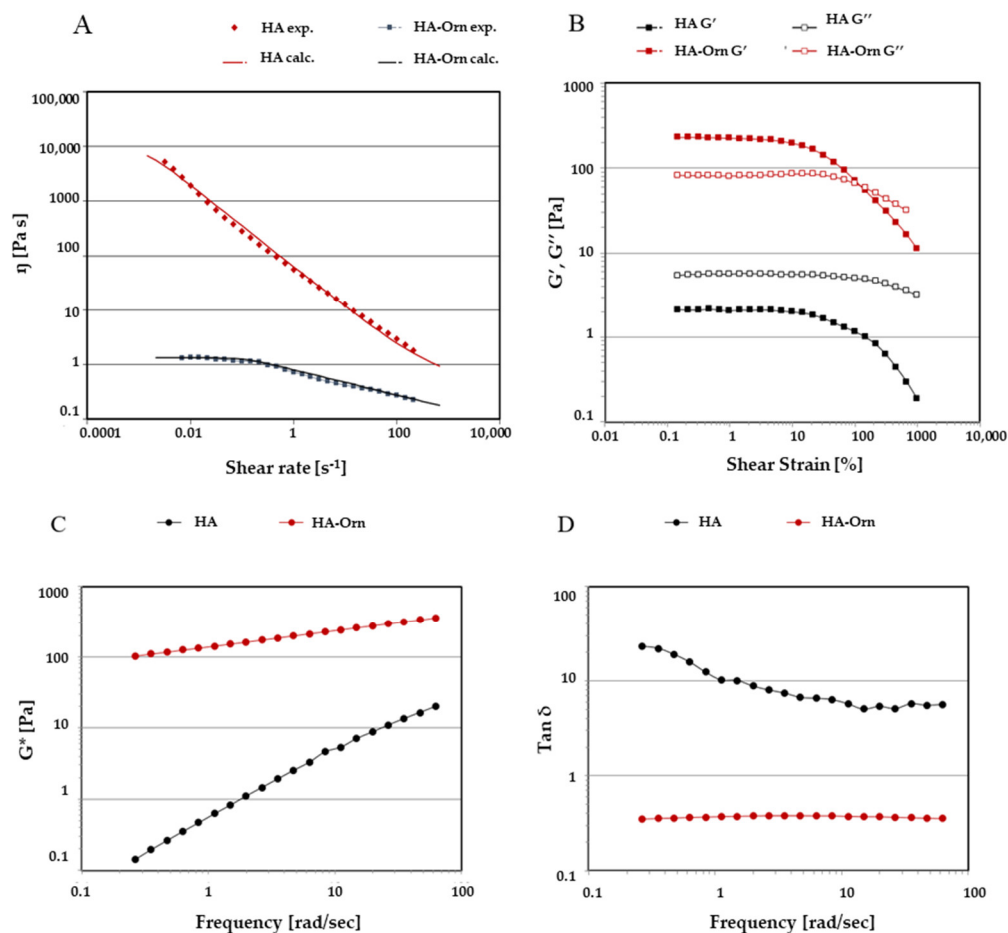 A
HA exp.
HA-Orn exp.
HA calc.
HA-Orn calc.
100,000
10,000
1000
100
10
1
0.1
η [Pa s]
0.0001
0.01
1
100
10,000
Shear rate [s⁻¹]
B
HA G′
HA G′′
HA-Orn G′
HA-Orn G′′
1000
100
10
1
0.1
G′, G′′ [Pa]
0.01
0.1
1
10
100
1000
10,000
Shear Strain [%]
C
HA
HA-Orn
1000
100
10
1
0.1
G* [Pa]
0.1
1
10
100
Frequency [rad/sec]
D
HA
HA-Orn
100
10
1
0.1
Tan δ
0.1
1
10
100
Frequency [rad/sec]